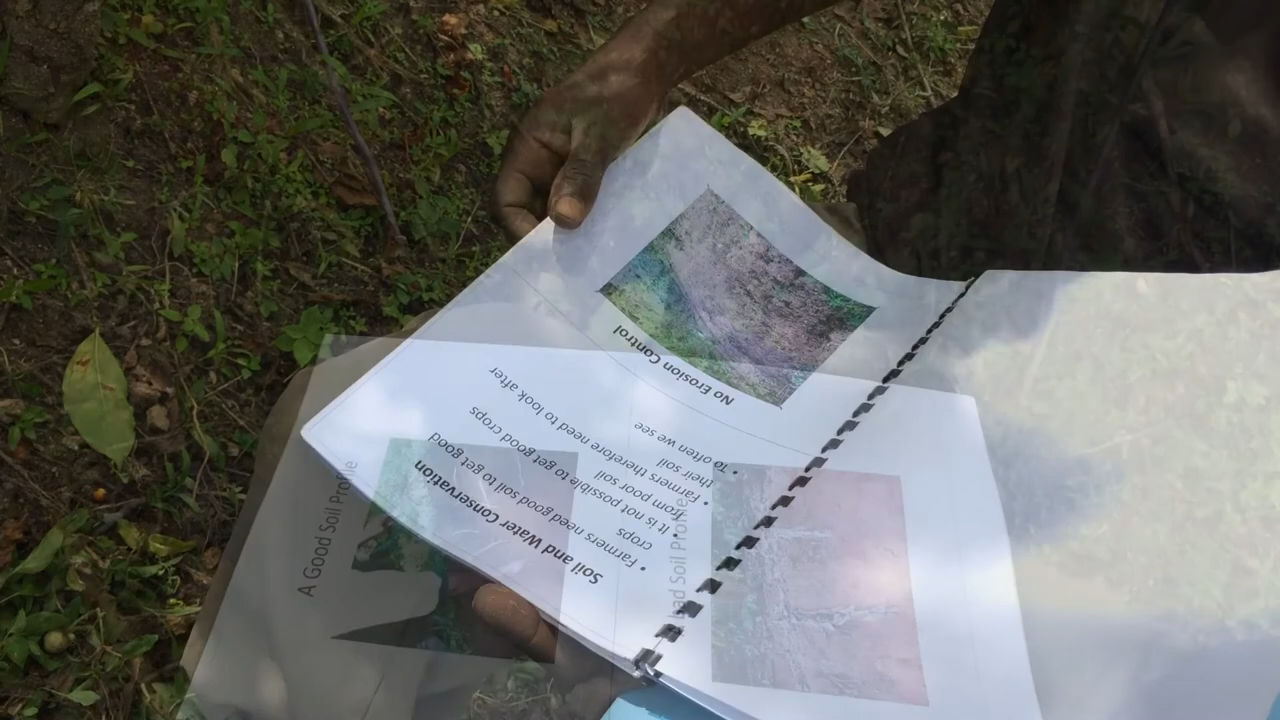 Soil and Water Conservation
• Farmers need good soil to get good
crops
• It is not possible to get good crops
from poor soil
• Farmers therefore need to look after
their soil
• To often we see
No Erosion Control
A Good Soil Profile
Soil Profile